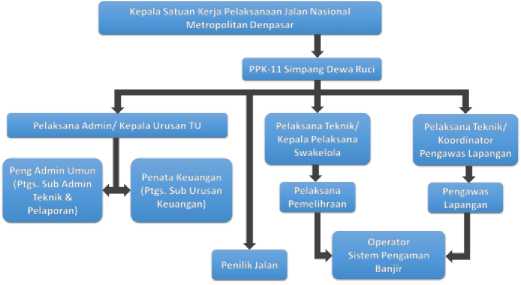 Kepala Satuan Kerja Pelaksanaan Jalan Nasional
Metropolitan Denpasar
PPK-11 Simpang Dewa Ruci
Pelaksana Admin/ Kepala Urusan TU
Pelaksana Teknik/
Kepala Pelaksana
Swakelola
Pelaksana Teknik/
Koordinator
Pengawas Lapangan
Peng Admin Umun
(Ptgs. Sub Admin
Teknik &
Pelaporan)
Penata Keuangan
(Ptgs. Sub Urusan
Keuangan)
Pelaksana
Pemelihraan
Pengawas
Lapangan
Penilik Jalan
Operator
Sistem Pengaman
Banjir